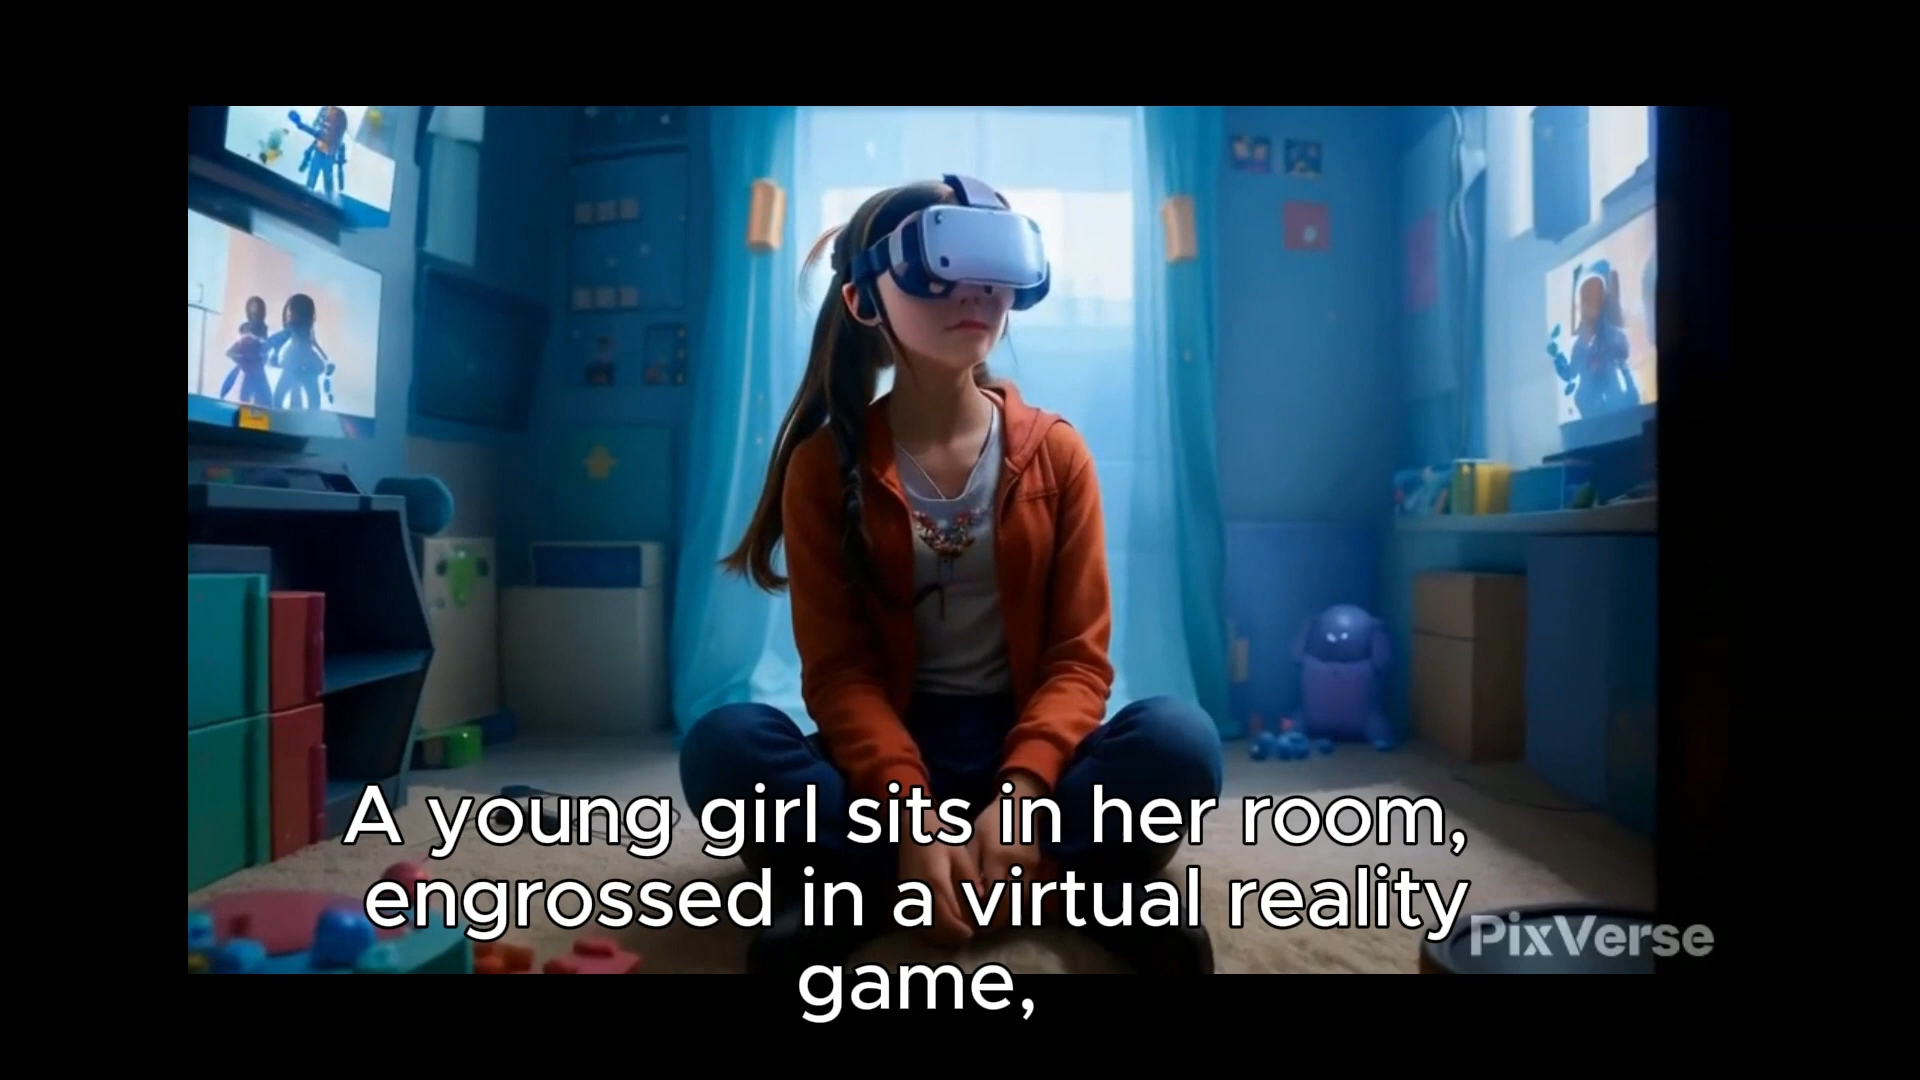 A young girl sits in her room,
engrossed in a virtual reality
PixVerse
game,